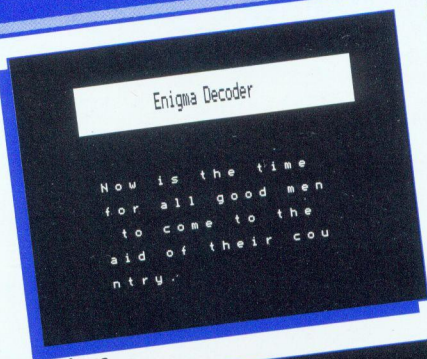 Enigma Decoder
Now is the time
for all good men
to come to the
aid of their cou
ntry.